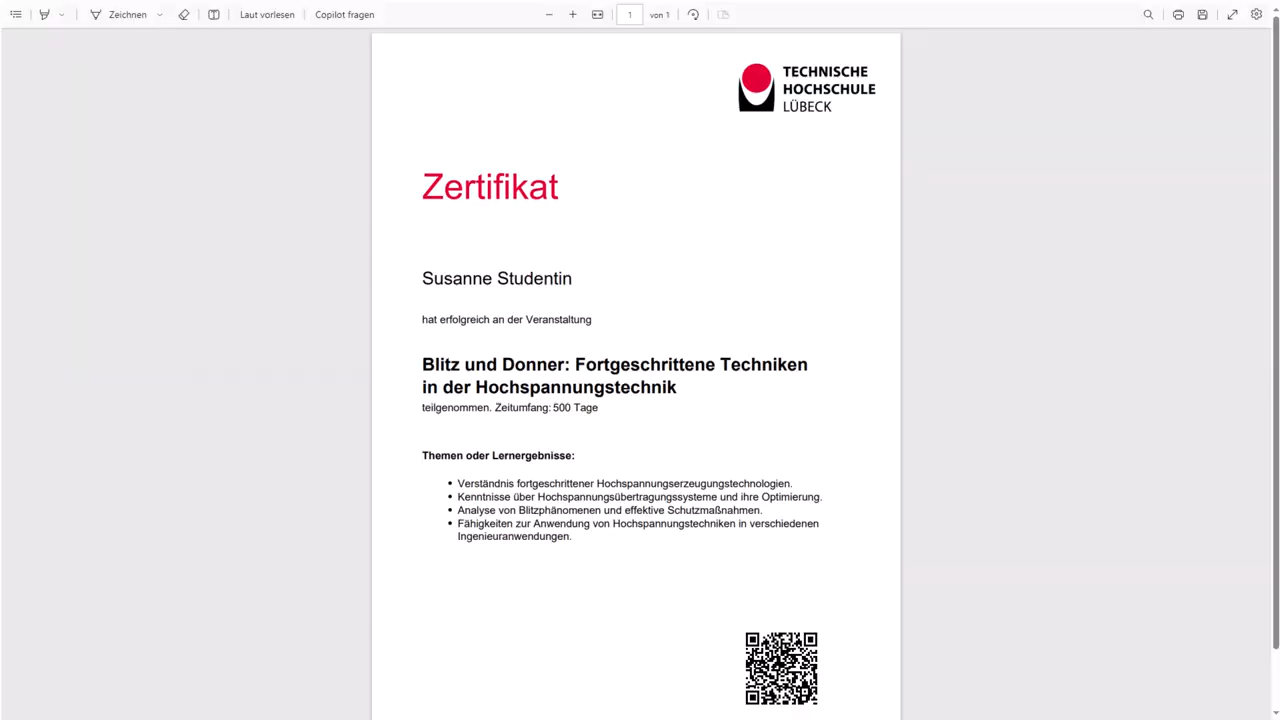 Zeichnen
Laut vorlesen
Copilot fragen
1
von 1
TECHNISCHE
HOCHSCHULE
LÜBECK
Zertifikat
Susanne Studentin
hat erfolgreich an der Veranstaltung
Blitz und Donner: Fortgeschrittene Techniken
in der Hochspannungstechnik
teilgenommen. Zeitumfang: 500 Tage
Themen oder Lernergebnisse:
• Verständnis fortgeschrittener Hochspannungserzeugungstechnologien.
• Kenntnisse über Hochspannungsübertragungssysteme und ihre Optimierung.
• Analyse von Blitzphänomenen und effektive Schutzmaßnahmen.
• Fähigkeiten zur Anwendung von Hochspannungstechniken in verschiedenen
Ingenieuranwendungen.